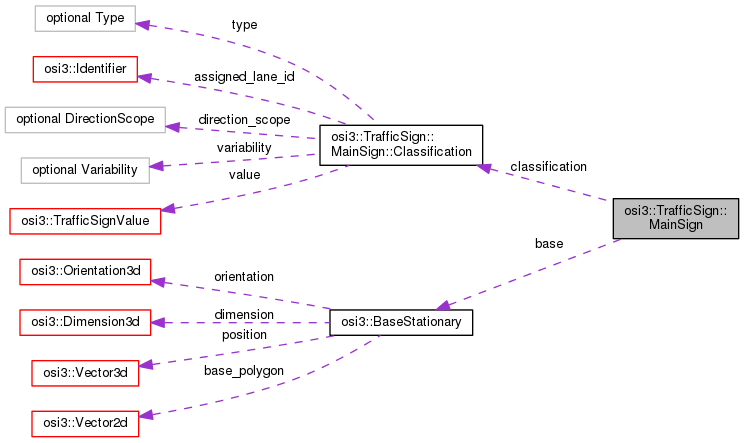 optional Type
type
osi3::Identifier
assigned_lane_id
optional DirectionScope
direction_scope
osi3::TrafficSign::
MainSign::Classification
variability
optional Variability
value
classification
osi3::TrafficSignValue
osi3::TrafficSign::
MainSign
base
osi3::Orientation3d
orientation
osi3::Dimension3d
dimension
osi3::BaseStationary
position
osi3::Vector3d
base_polygon
osi3::Vector2d